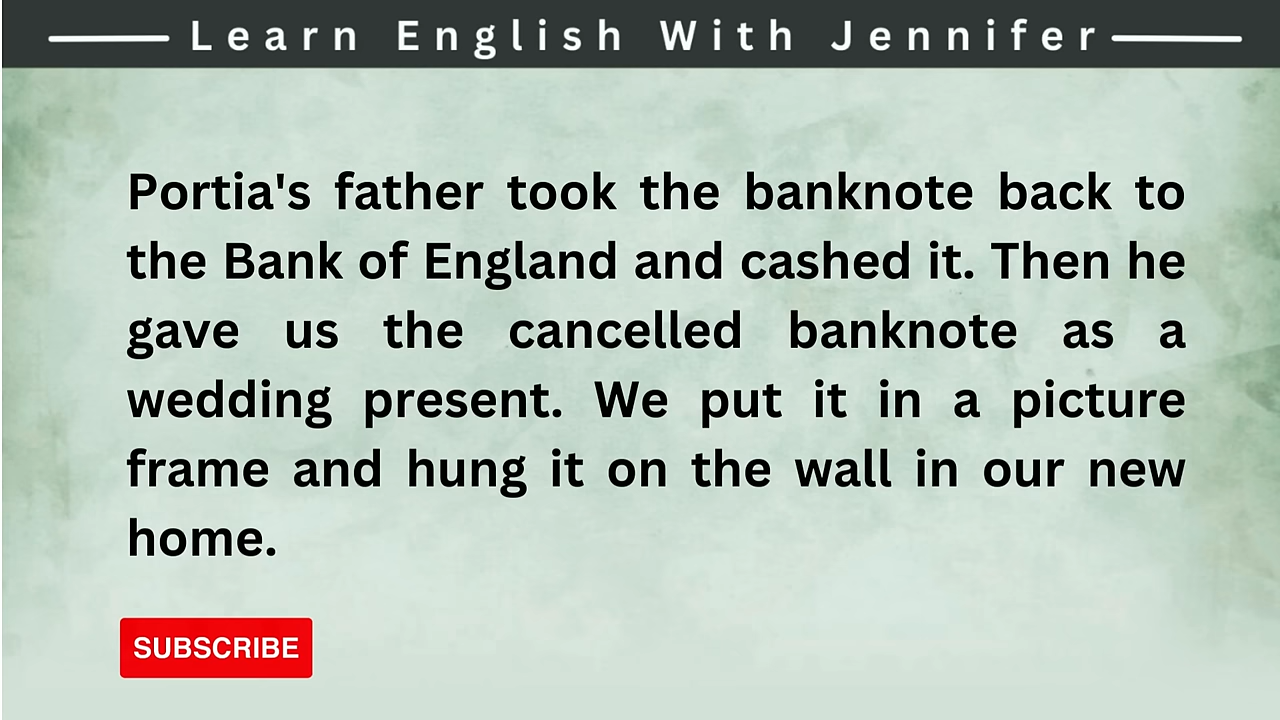 Learn English With Jennifer
Portia's father took the banknote back to
the Bank of England and cashed it. Then he
gave us the cancelled banknote as a
wedding present. We put it in a picture
frame and hung it on the wall in our new
home.
SUBSCRIBE